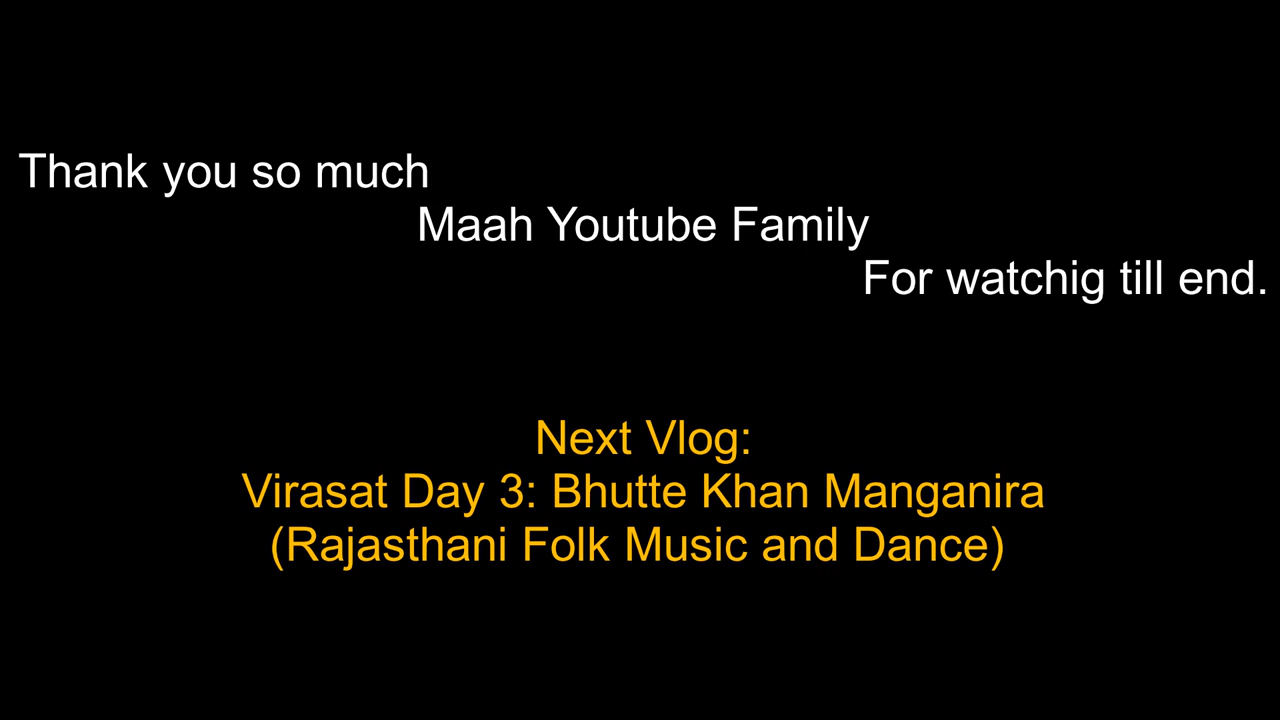 Thank you so much
Maah Youtube Family
For watchig till end.
Next Vlog:
Virasat Day 3: Bhutte Khan Manganira
(Rajasthani Folk Music and Dance)